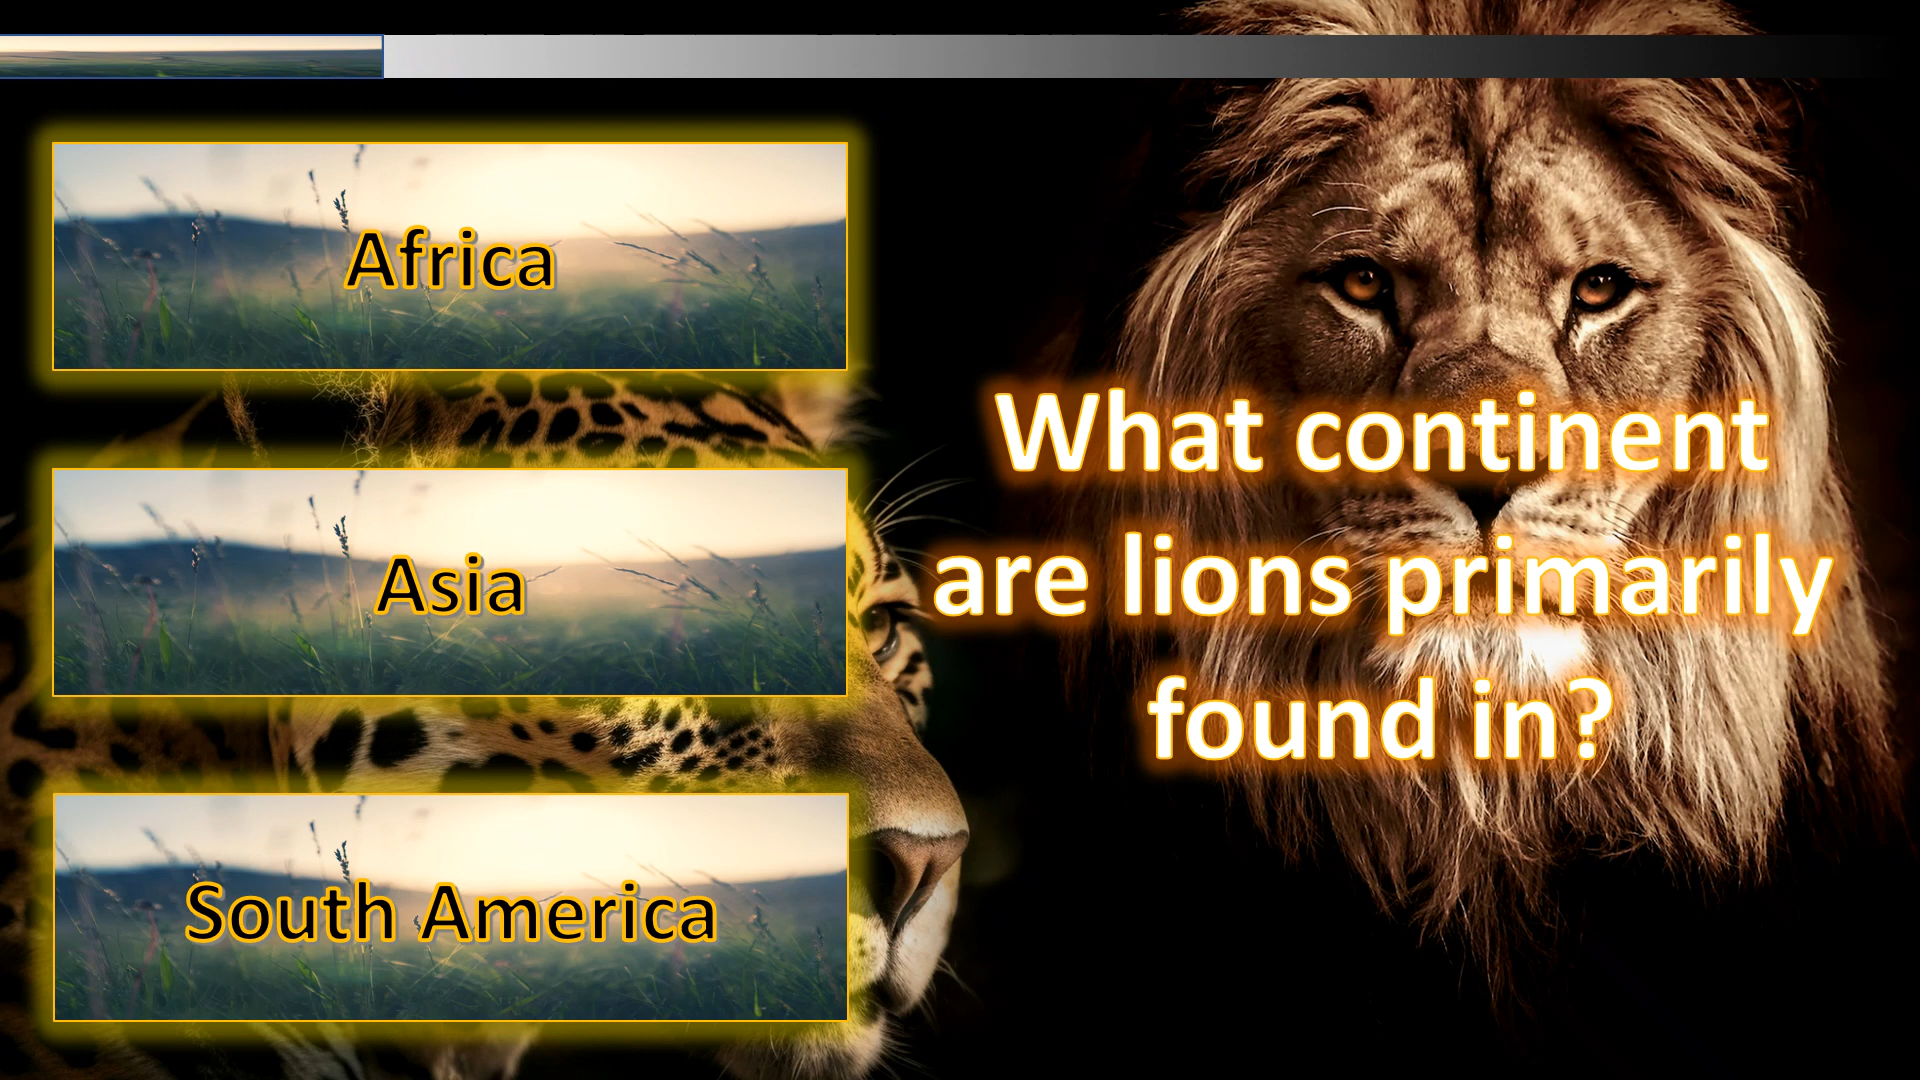 Africa
Asia
South America
What continent
are lions primarily
found in?